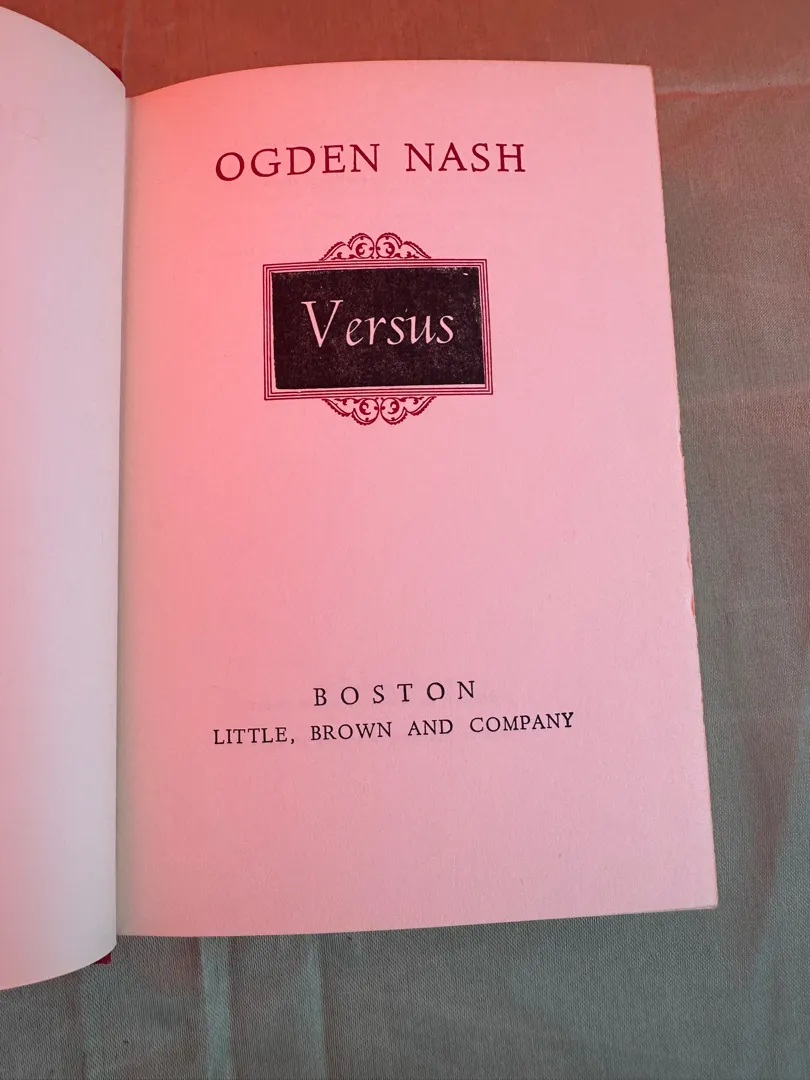 OGDEN NASH
Versus
BOSTON
LITTLE, BROWN AND COMPANY